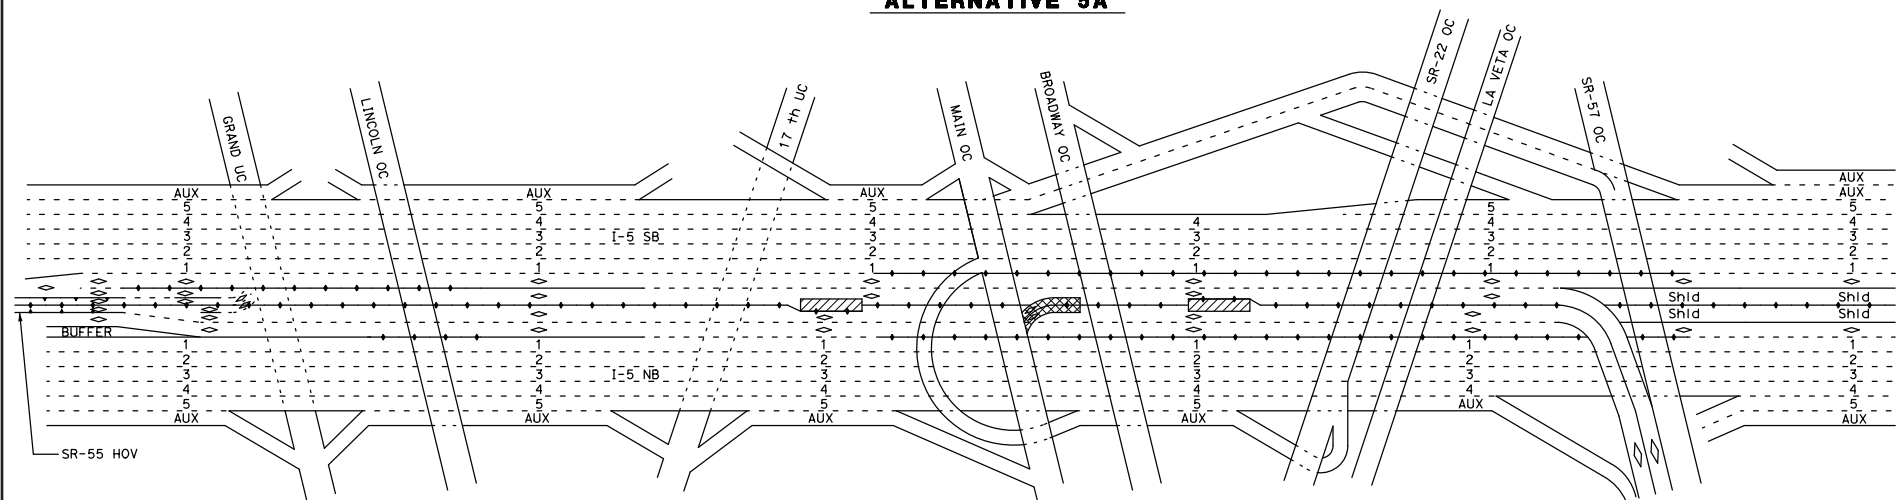 ALTERNATIVE 5A
GRAND UC
LINCOLN OC
17 th UC
MAIN OC
BROADWAY OC
SR-22 OC
LA VETA OC
SR-57 OC
AUX
5
4
3
2
1
AUX
5
4
3
2
1
I-5 SB
AUX
5
4
3
2
1
4
3
2
1
5
4
3
2
1
AUX
AUX
5
4
3
2
1
Shld
Shld
Shld
Shld
BUFFER
1
2
3
4
5
AUX
1
2
3
4
5
AUX
I-5 NB
1
2
3
4
5
AUX
1
2
3
4
5
AUX
1
2
3
4
AUX
1
2
3
4
5
AUX
SR-55 HOV